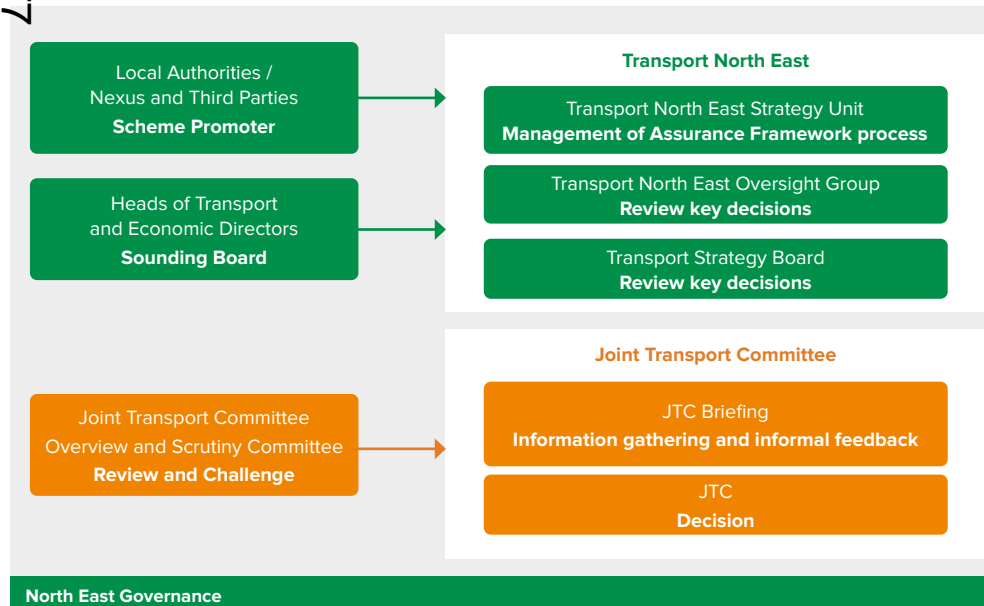 7
Local Authorities /
Nexus and Third Parties
Scheme Promoter
Heads of Transport
and Economic Directors
Sounding Board
Transport North East
Transport North East Strategy Unit
Management of Assurance Framework process
Transport North East Oversight Group
Review key decisions
Transport Strategy Board
Review key decisions
Joint Transport Committee
Overview and Scrutiny Committee
Review and Challenge
Joint Transport Committee
JTC Briefing
Information gathering and informal feedback
JTC
Decision
North East Governance